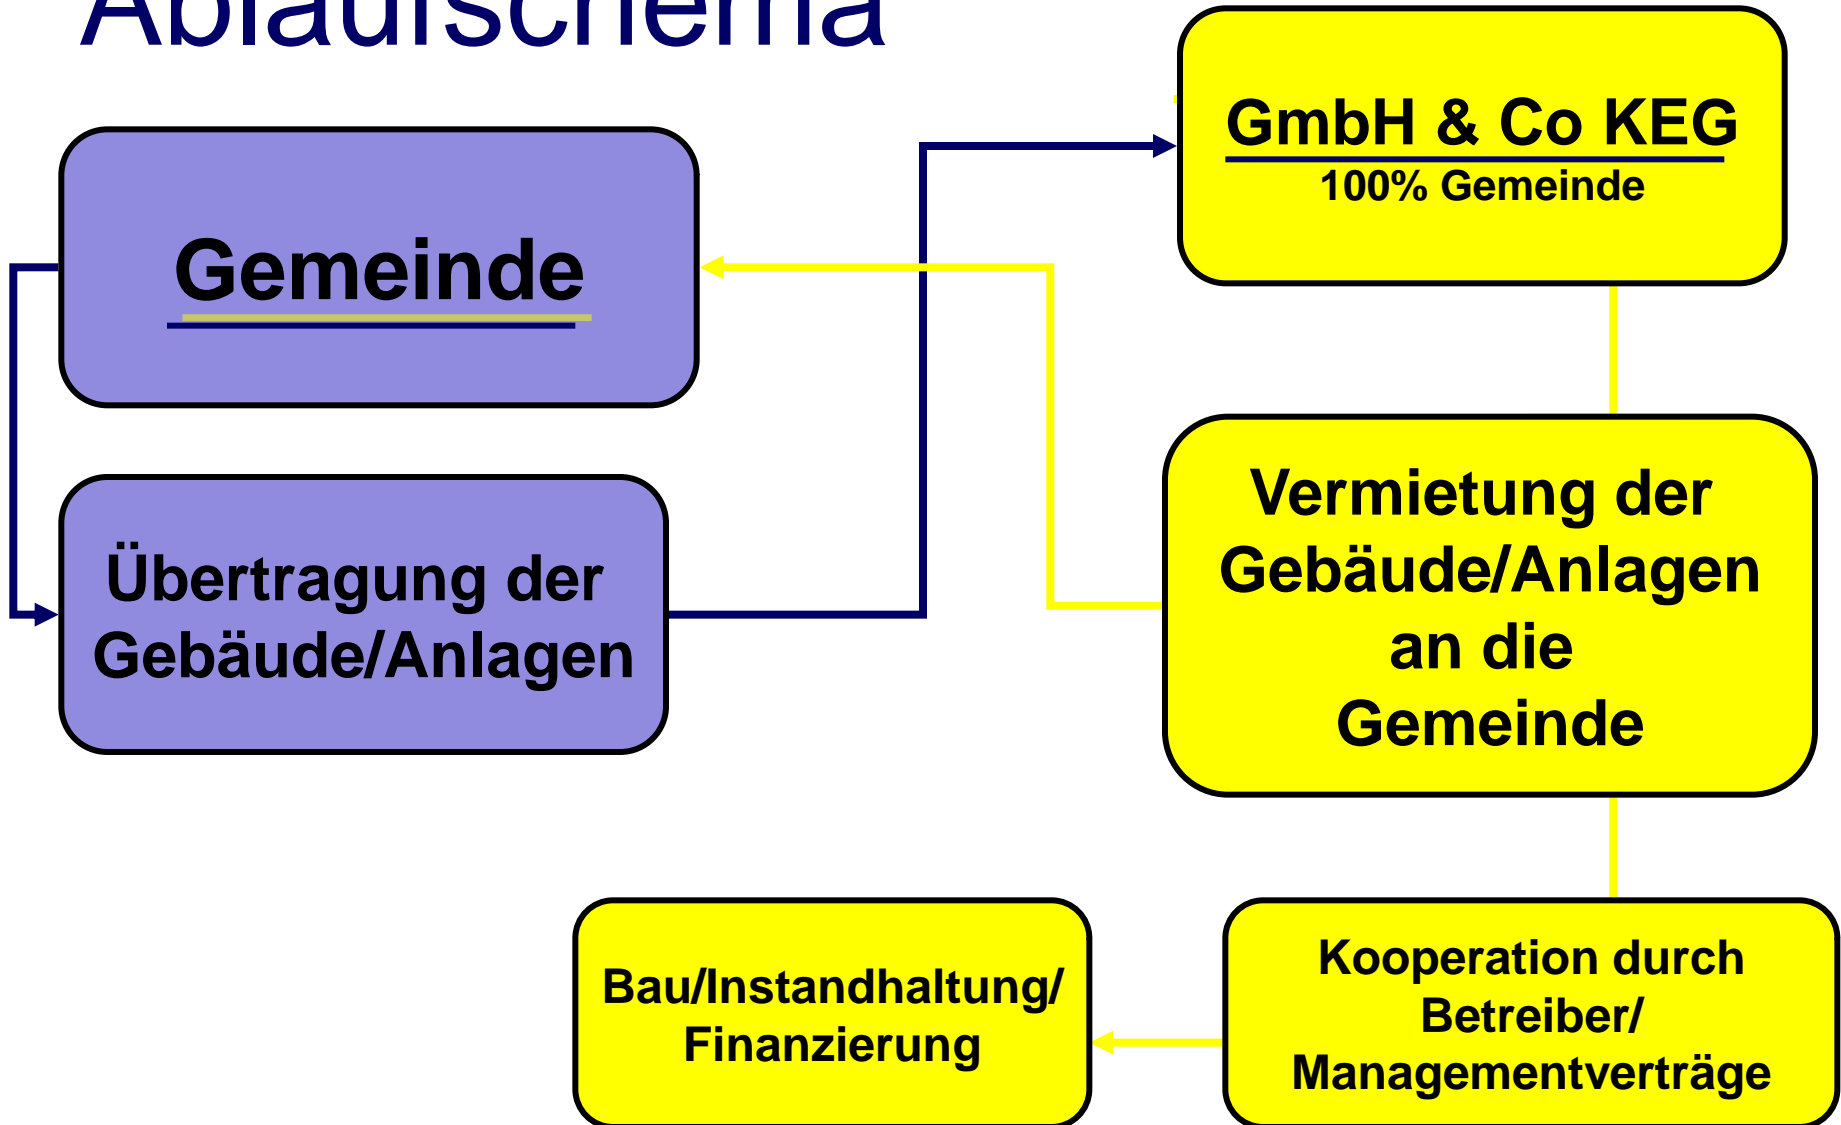 Ablaufschema
GmbH & Co KEG
100% Gemeinde
Gemeinde
Übertragung der
Gebäude/Anlagen
Vermietung der
Gebäude/Anlagen
an die
Gemeinde
Bau/Instandhaltung/
Finanzierung
Kooperation durch
Betreiber/
Managementverträge